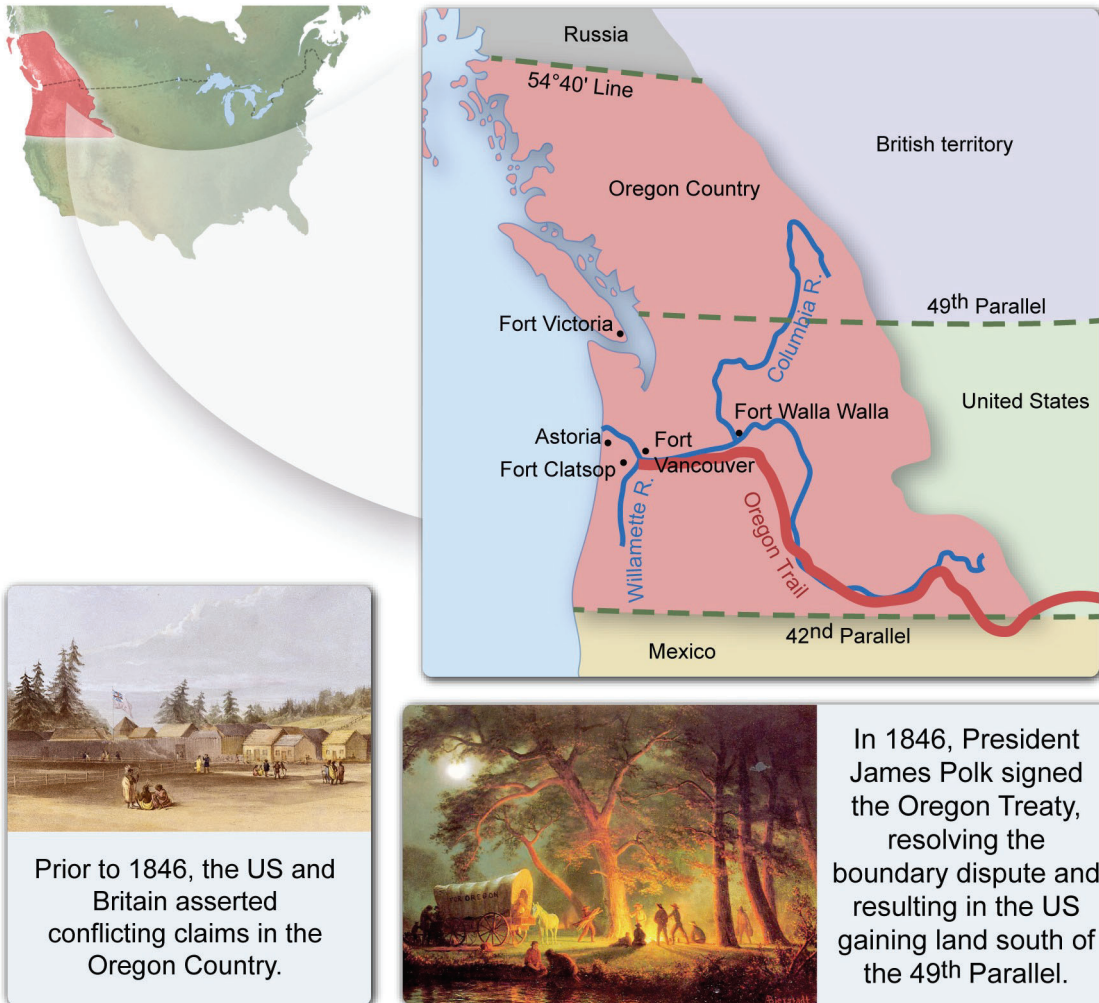 Russia
54°40' Line
British territory
Oregon Country
49th Parallel
Columbia R.
Fort Victoria
United States
Fort Walla Walla
Astoria
Fort
Vancouver
Fort Clatsop
Willamette R.
Oregon Trail
42nd Parallel
Mexico
Prior to 1846, the US and
Britain asserted
conflicting claims in the
Oregon Country.
FOR OREGON
Bierstadt
In 1846, President
James Polk signed
the Oregon Treaty,
resolving the
boundary dispute and
resulting in the US
gaining land south of
the 49th Parallel.